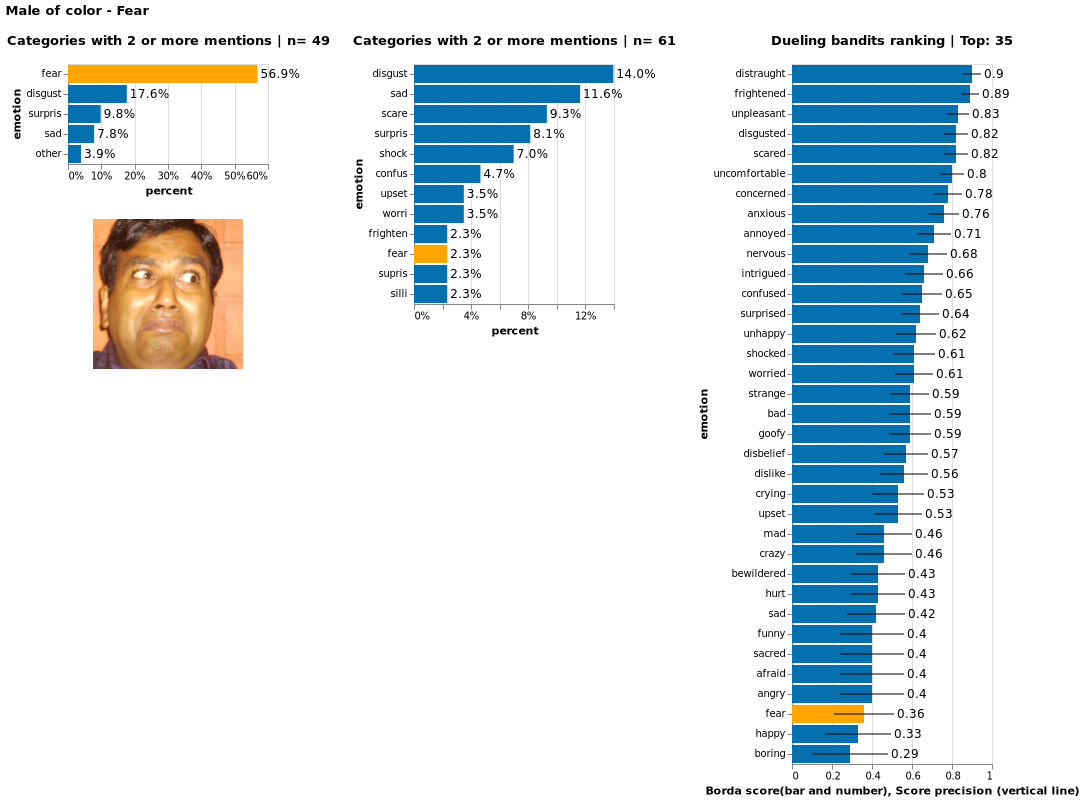 Male of color - Fear
Categories with 2 or more mentions | n= 49
emotion
fear 56.9%
disgust 17.6%
surpris 9.8%
sad 7.8%
other 3.9%
0% 10% 20% 30% 40% 50% 60%
percent
Categories with 2 or more mentions | n= 61
emotion
disgust 14.0%
sad 11.6%
scare 9.3%
surpris 8.1%
shock 7.0%
confus 4.7%
upset 3.5%
worri 3.5%
frighten 2.3%
fear 2.3%
supris 2.3%
silli 2.3%
0% 4% 8% 12%
percent
Dueling bandits ranking | Top: 35
emotion
distraught 0.9
frightened 0.89
unpleasant 0.83
disgusted 0.82
scared 0.82
uncomfortable 0.8
concerned 0.78
anxious 0.76
annoyed 0.71
nervous 0.68
intrigued 0.66
confused 0.65
surprised 0.64
unhappy 0.62
shocked 0.61
worried 0.61
strange 0.59
bad 0.59
goofy 0.59
disbelief 0.57
dislike 0.56
crying 0.53
upset 0.53
mad 0.46
crazy 0.46
bewildered 0.43
hurt 0.43
sad 0.42
funny 0.4
sacred 0.4
afraid 0.4
angry 0.4
fear 0.36
happy 0.33
boring 0.29
0 0.2 0.4 0.6 0.8 1
Borda score(bar and number), Score precision (vertical line)